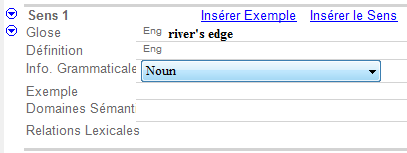 Sens 1 Insérer Exemple Insérer le Sens
Glose Eng river's edge
Définition Eng
Info. Grammaticale Noun
Exemple
Domaines Sémant
Relations Lexicales